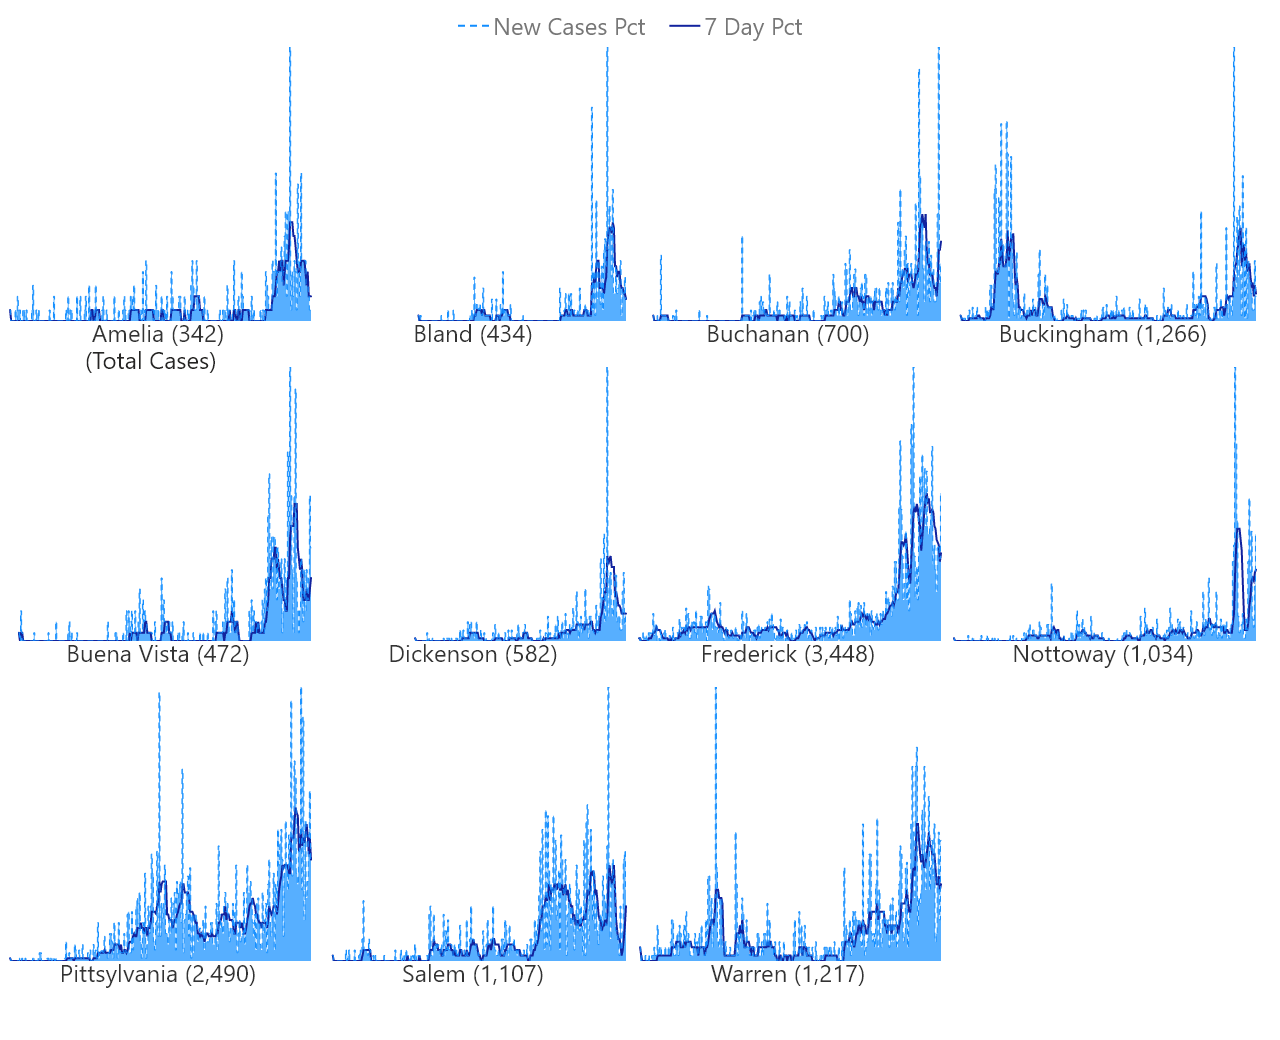 New Cases Pct 7 Day Pct
Amelia (342) Bland (434) Buchanan (700) Buckingham (1,266)
(Total Cases)
Buena Vista (472) Dickenson (582) Frederick (3,448) Nottoway (1,034)
Pittsylvania (2,490) Salem (1,107) Warren (1,217)